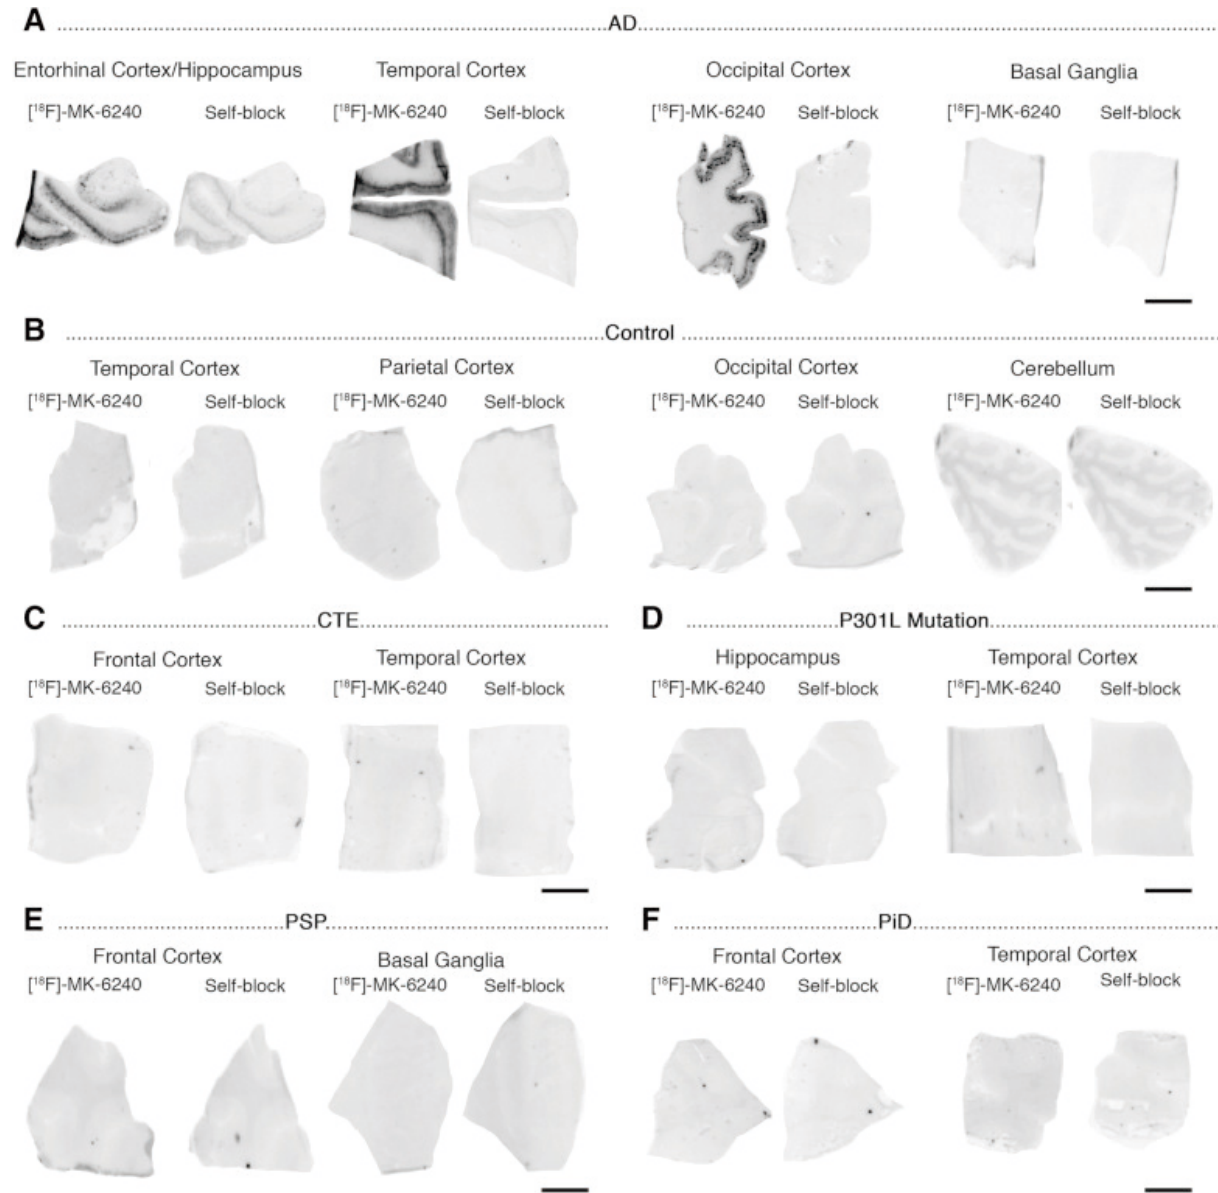 A AD
Entorhinal Cortex/Hippocampus Temporal Cortex Occipital Cortex Basal Ganglia
[¹⁸F]-MK-6240 Self-block [¹⁸F]-MK-6240 Self-block [¹⁸F]-MK-6240 Self-block [¹⁸F]-MK-6240 Self-block
B Control
Temporal Cortex Parietal Cortex Occipital Cortex Cerebellum
[¹⁸F]-MK-6240 Self-block [¹⁸F]-MK-6240 Self-block [¹⁸F]-MK-6240 Self-block [¹⁸F]-MK-6240 Self-block
C CTE D P301L Mutation
Frontal Cortex Temporal Cortex Hippocampus Temporal Cortex
[¹⁸F]-MK-6240 Self-block [¹⁸F]-MK-6240 Self-block [¹⁸F]-MK-6240 Self-block [¹⁸F]-MK-6240 Self-block
E PSP F PiD
Frontal Cortex Basal Ganglia Frontal Cortex Temporal Cortex
[¹⁸F]-MK-6240 Self-block [¹⁸F]-MK-6240 Self-block [¹⁸F]-MK-6240 Self-block [¹⁸F]-MK-6240 Self-block